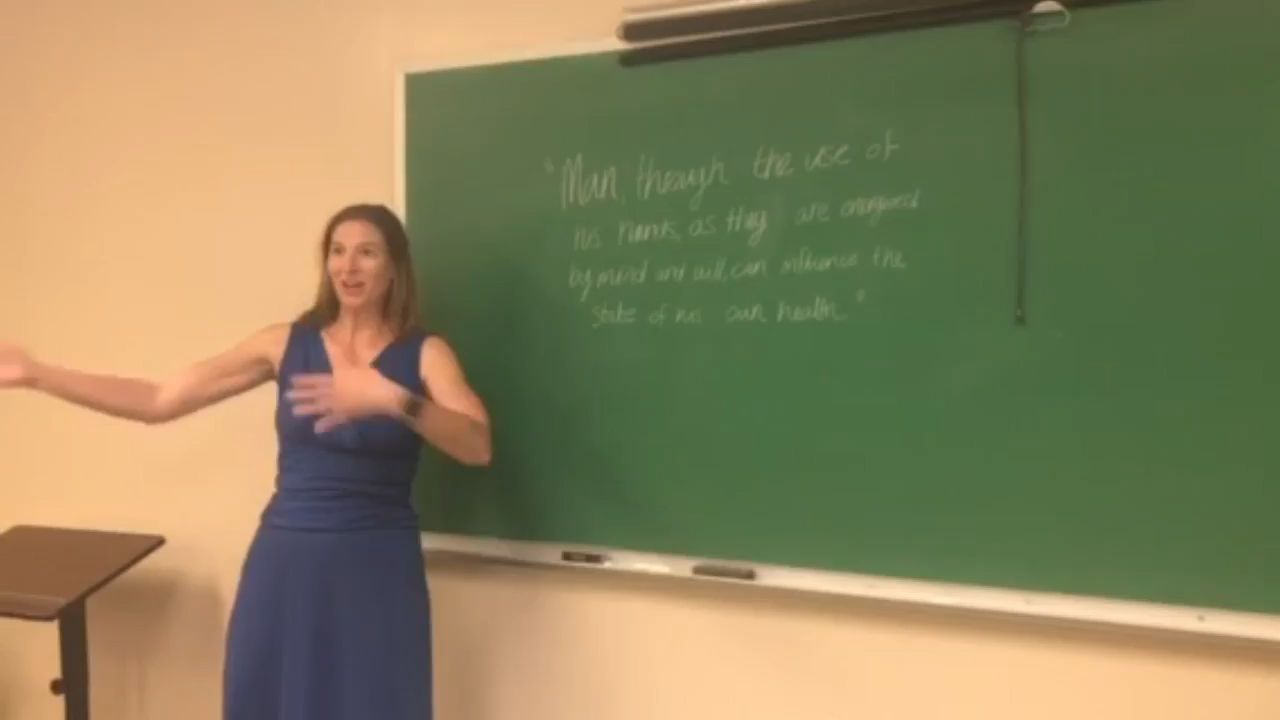 "Man, through the use of
his hands, as they are energized
by mind and will, can influence the
state of his own health."